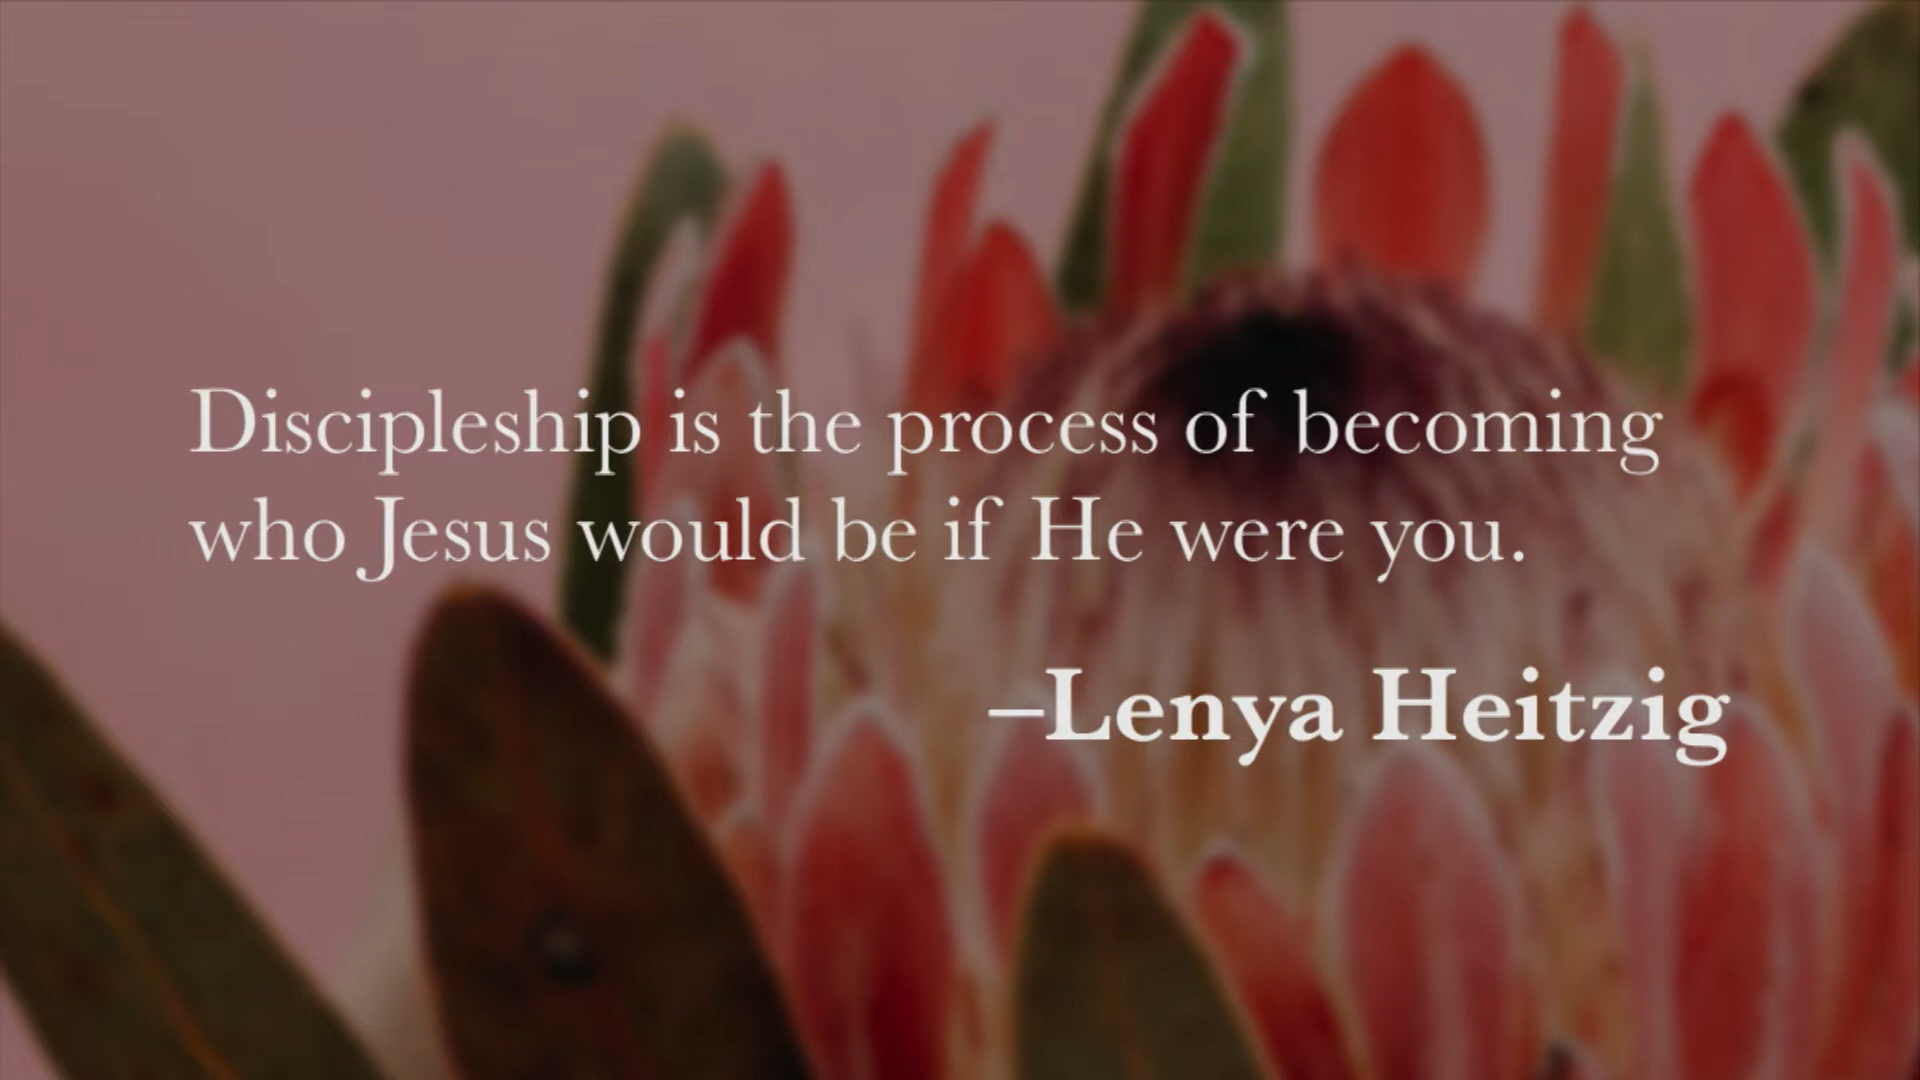 Discipleship is the process of becoming
who Jesus would be if He were you.
–Lenya Heitzig